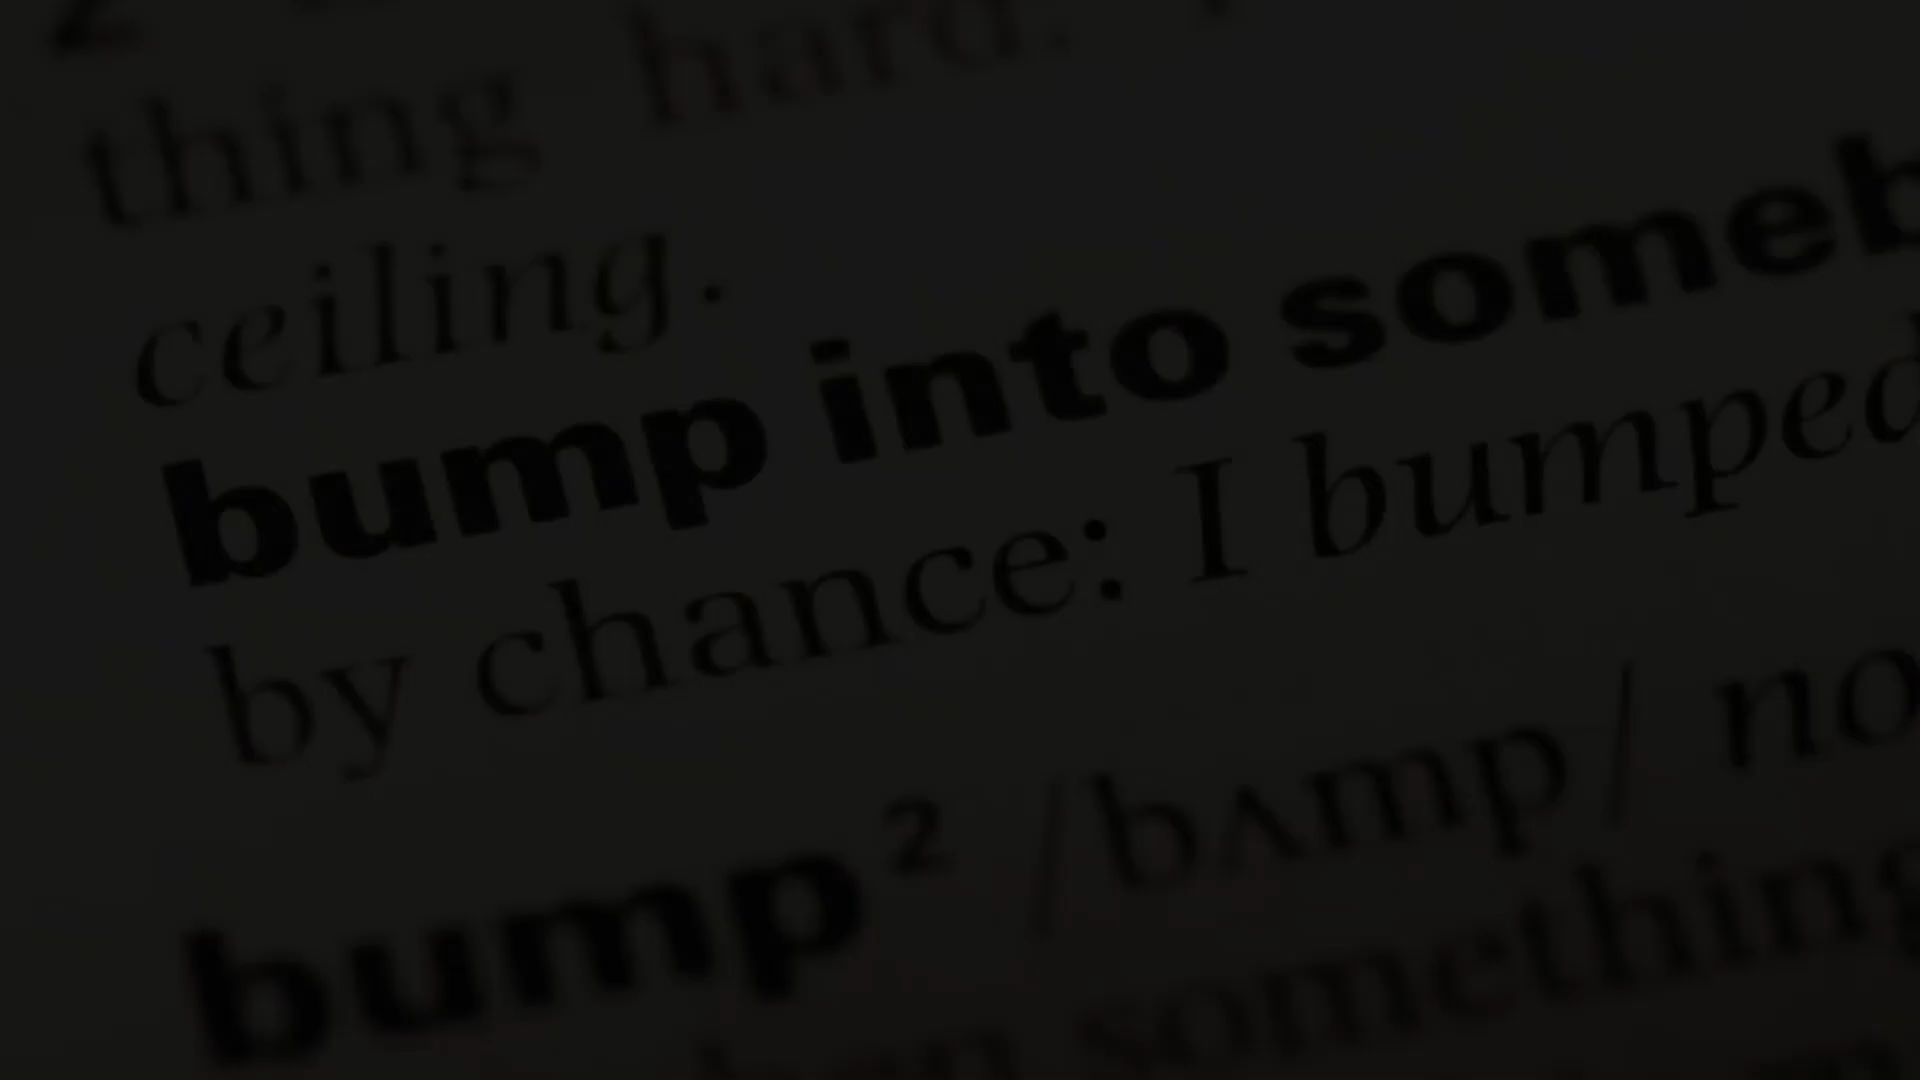 thing hard.
ceiling.
bump into someb
by chance: I bumped
bump² /bʌmp/ no
something